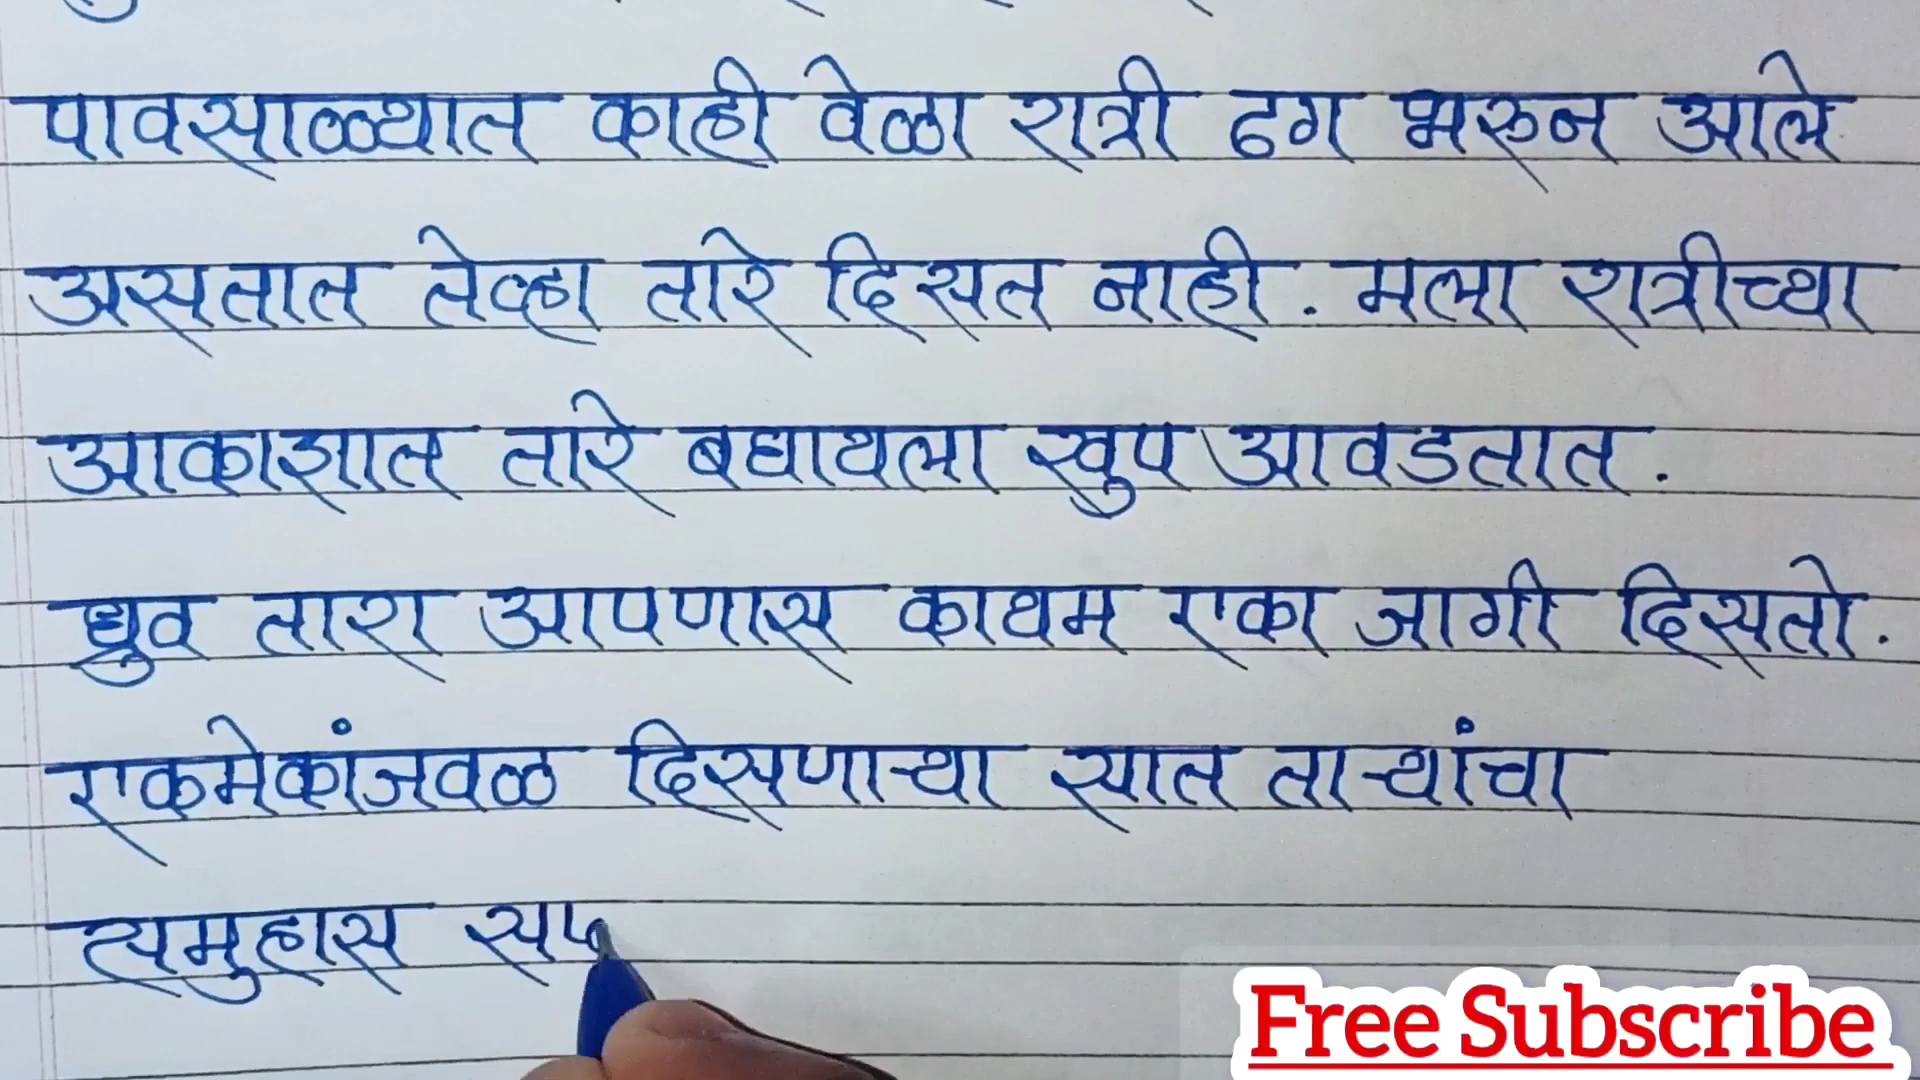 पावसाळ्यात काही वेळा रात्री ढग भरुन आले
असतात तेव्हा तारे दिसत नाही. मला रात्रीच्या
आकाशात तारे बघायला खुप आवडतात.
ध्रुव तारा आपणास कायम एका जागी दिसतो.
एकमेकांजवळ दिसणाऱ्या सात ताऱ्यांचा
समुहास
Free Subscribe